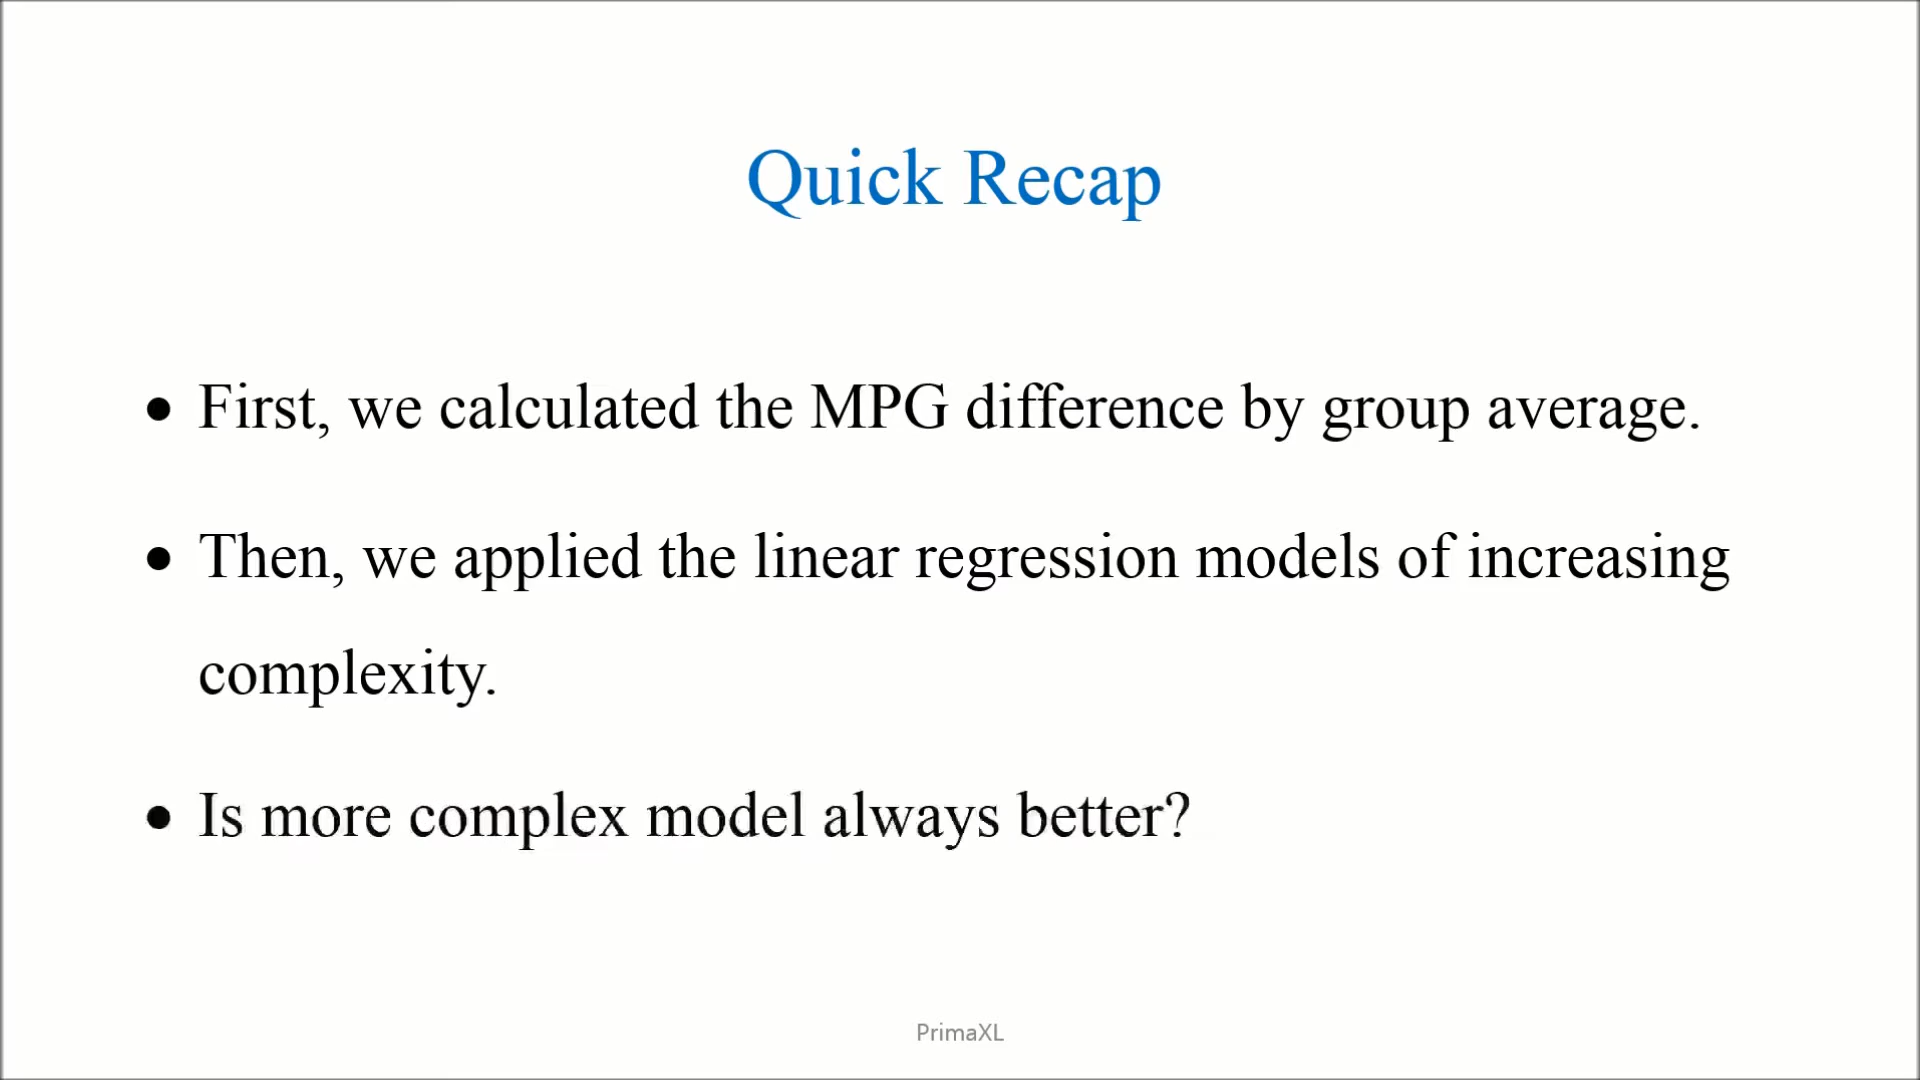 Quick Recap
• First, we calculated the MPG difference by group average.
• Then, we applied the linear regression models of increasing
complexity.
• Is more complex model always better?
PrimaXL